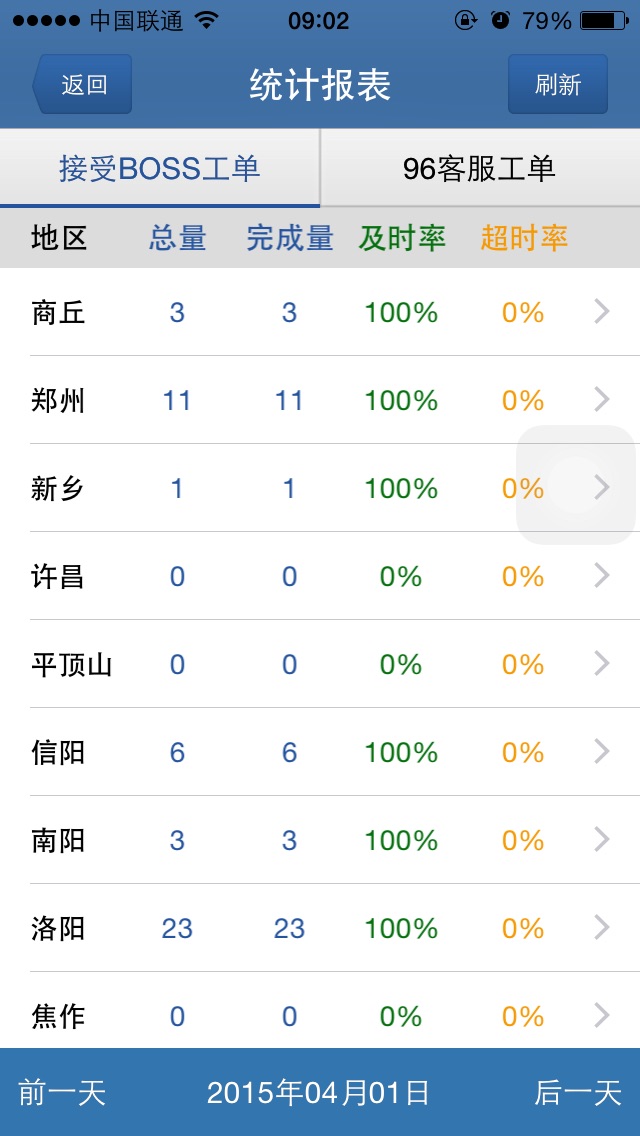 中国联通 09:02 79%
返回 统计报表 刷新
接受BOSS工单 96客服工单
地区 总量 完成量 及时率 超时率
商丘 3 3 100% 0%
郑州 11 11 100% 0%
新乡 1 1 100% 0%
许昌 0 0 0% 0%
平顶山 0 0 0% 0%
信阳 6 6 100% 0%
南阳 3 3 100% 0%
洛阳 23 23 100% 0%
焦作 0 0 0% 0%
前一天 2015年04月01日 后一天